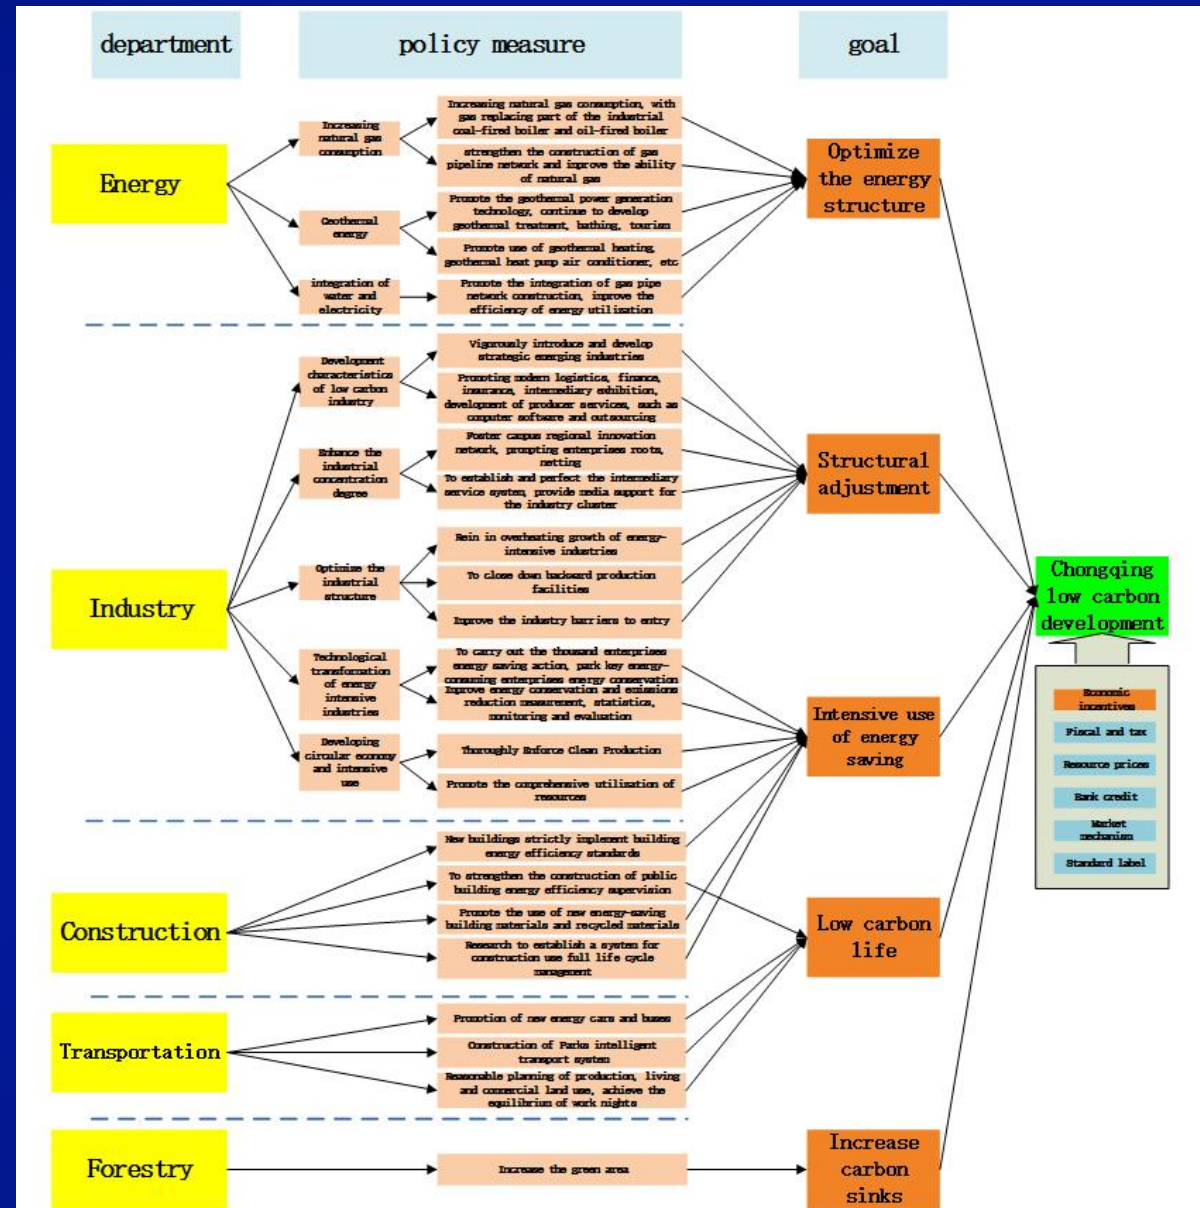 department
policy measure
goal
Energy
Increasing
natural gas
consumption
Increasing natural gas consumption, with
gas replacing part of the industrial
coal-fired boiler and oil-fired boiler
strengthen the construction of gas
pipeline network and improve the ability
of natural gas
Geothermal
energy
Promote the geothermal power generation
technology, continue to develop
geothermal treatment, bathing, tourism
Promote use of geothermal heating,
geothermal heat pump air conditioner, etc
integration of
water and
electricity
Promote the integration of gas pipe
network construction, improve the
efficiency of energy utilization
Optimize
the energy
structure
Industry
Development
characteristics
of low carbon
industry
Vigorously introduce and develop
strategic emerging industries
Promoting modern logistics, finance,
insurance, intermediary exhibition,
development of producer services, such as
computer software and outsourcing
Enhance the
industrial
concentration
degree
Foster campus regional innovation
network, prompting enterprises roots,
netting
To establish and perfect the intermediary
service system, provide media support for
the industry cluster
Optimize the
industrial
structure
Rein in overheating growth of energy-
intensive industries
To close down backward production
facilities
Improve the industry barriers to entry
Structural
adjustment
Technological
transformation
of energy
intensive
industries
To carry out the thousand enterprises
energy saving action, park key energy-
consuming enterprises energy conservation
Improve energy conservation and emissions
reduction measurement, statistics,
monitoring and evaluation
Developing
circular economy
and intensive
use
Thoroughly Enforce Clean Production
Promote the comprehensive utilization of
resources
Intensive use
of energy
saving
Construction
New buildings strictly implement building
energy efficiency standards
To strengthen the construction of public
building energy efficiency supervision
Promote the use of new energy-saving
building materials and recycled materials
Research to establish a system for
construction use full life cycle
management
Low carbon
life
Transportation
Promotion of new energy cars and buses
Construction of Parks intelligent
transport system
Reasonable planning of production, living
and commercial land use, achieve the
equilibrium of work nights
Forestry
Increase the green area
Increase
carbon
sinks
Chongqing
low carbon
development
Economic
incentives
Fiscal and tax
Resource prices
Bank credit
Market
mechanism
Standard label